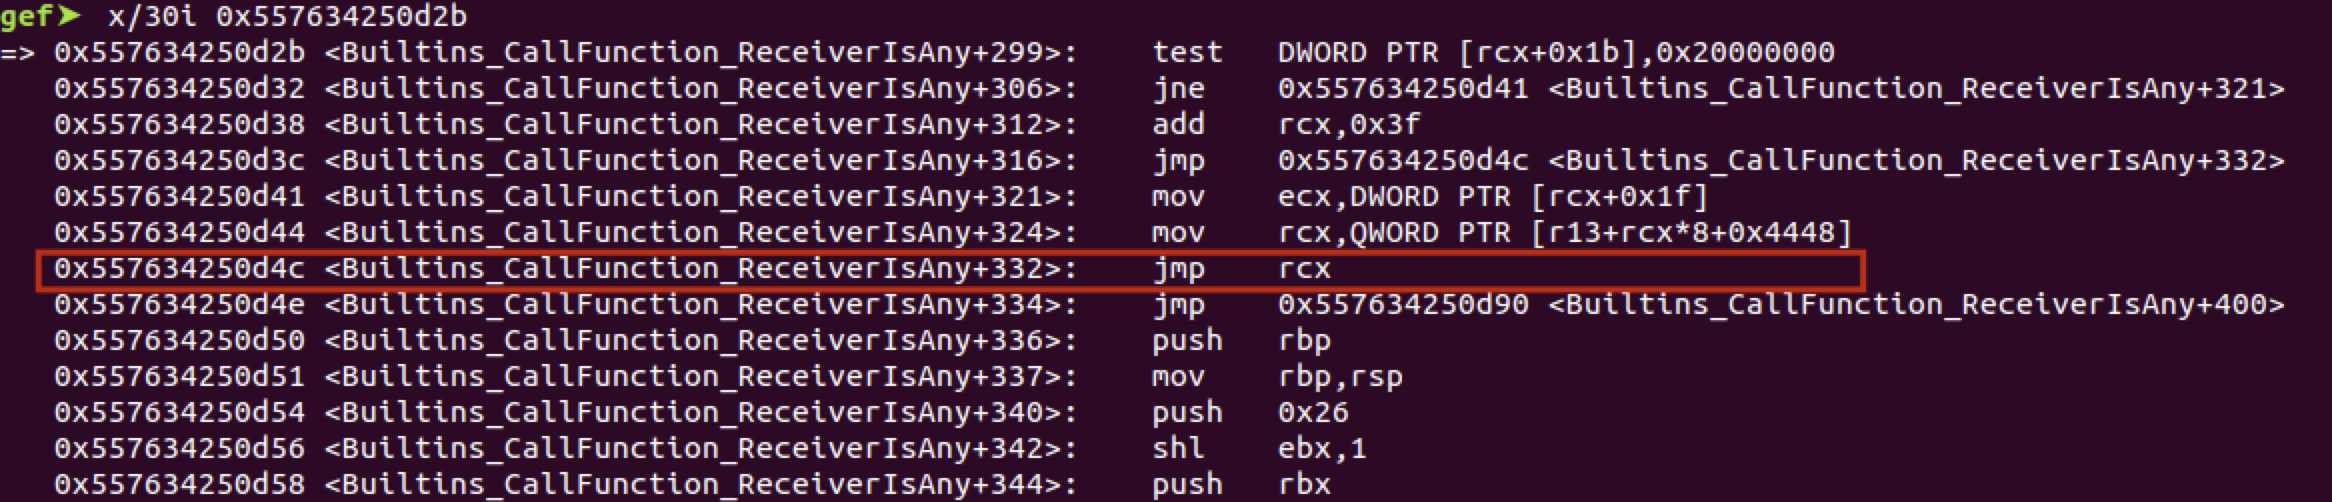 gef➤  x/30i 0x557634250d2b
=> 0x557634250d2b <Builtins_CallFunction_ReceiverIsAny+299>:    test   DWORD PTR [rcx+0x1b],0x20000000
   0x557634250d32 <Builtins_CallFunction_ReceiverIsAny+306>:    jne    0x557634250d41 <Builtins_CallFunction_ReceiverIsAny+321>
   0x557634250d38 <Builtins_CallFunction_ReceiverIsAny+312>:    add    rcx,0x3f
   0x557634250d3c <Builtins_CallFunction_ReceiverIsAny+316>:    jmp    0x557634250d4c <Builtins_CallFunction_ReceiverIsAny+332>
   0x557634250d41 <Builtins_CallFunction_ReceiverIsAny+321>:    mov    ecx,DWORD PTR [rcx+0x1f]
   0x557634250d44 <Builtins_CallFunction_ReceiverIsAny+324>:    mov    rcx,QWORD PTR [r13+rcx*8+0x4448]
   0x557634250d4c <Builtins_CallFunction_ReceiverIsAny+332>:    jmp    rcx
   0x557634250d4e <Builtins_CallFunction_ReceiverIsAny+334>:    jmp    0x557634250d90 <Builtins_CallFunction_ReceiverIsAny+400>
   0x557634250d50 <Builtins_CallFunction_ReceiverIsAny+336>:    push   rbp
   0x557634250d51 <Builtins_CallFunction_ReceiverIsAny+337>:    mov    rbp,rsp
   0x557634250d54 <Builtins_CallFunction_ReceiverIsAny+340>:    push   0x26
   0x557634250d56 <Builtins_CallFunction_ReceiverIsAny+342>:    shl    ebx,1
   0x557634250d58 <Builtins_CallFunction_ReceiverIsAny+344>:    push   rbx